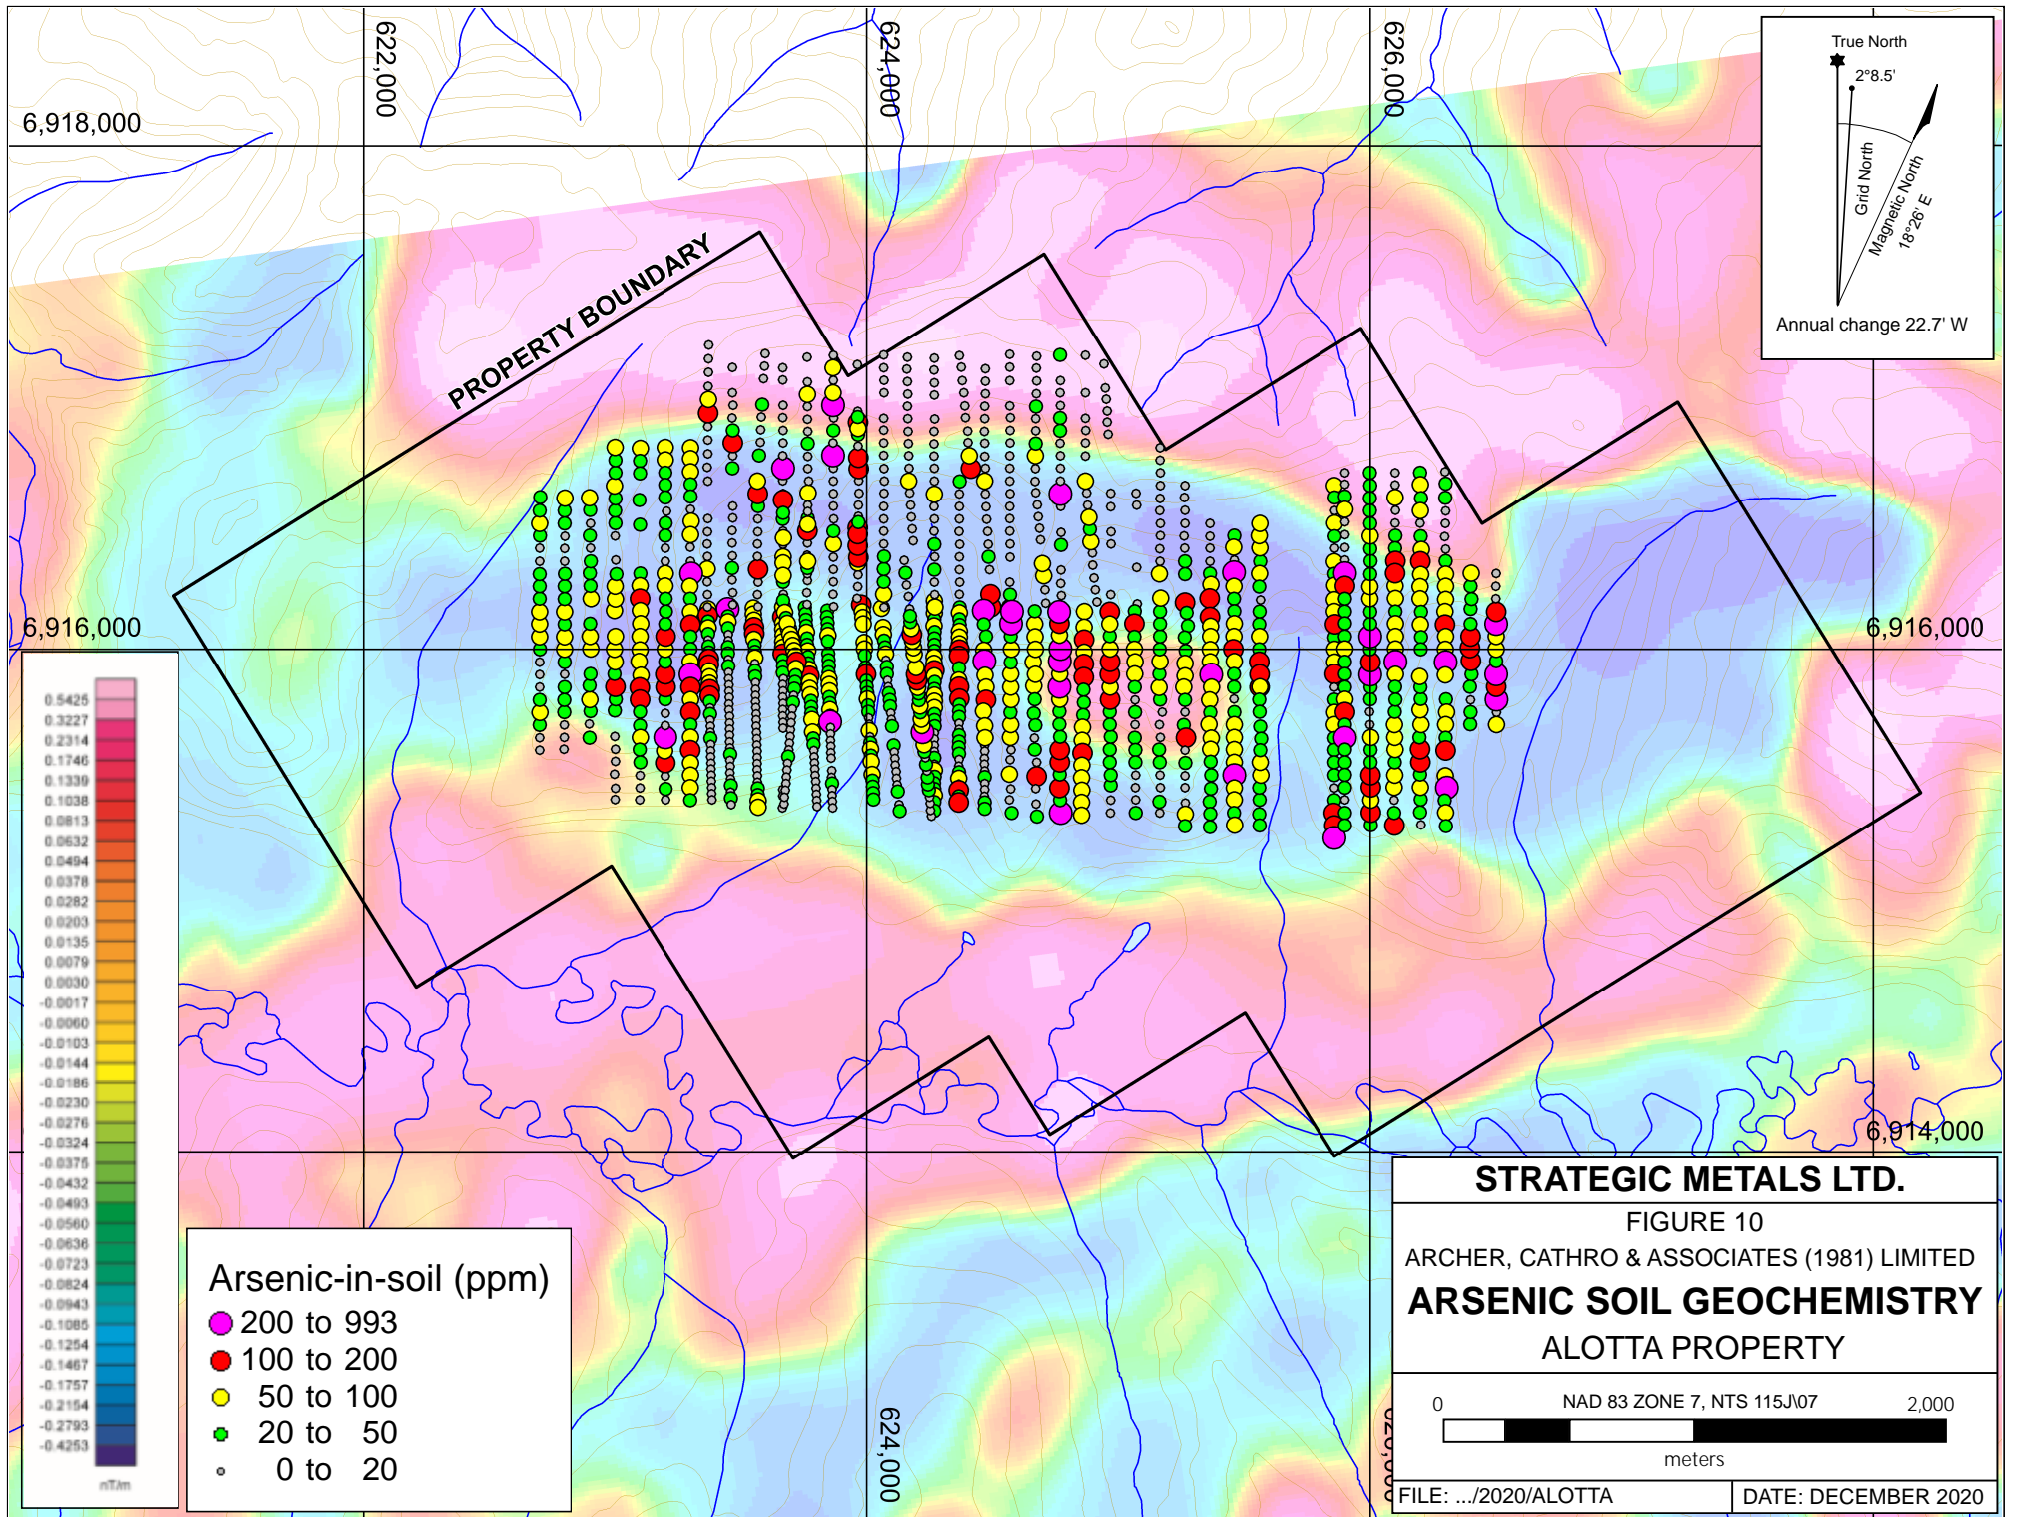 622,000
624,000
626,000
6,918,000
True North
2°8.5'
Grid North
Magnetic North
18°26' E
Annual change 22.7' W
PROPERTY BOUNDARY
6,916,000
6,916,000
0.5425
0.3227
0.2314
0.1746
0.1339
0.1038
0.0813
0.0632
0.0494
0.0378
0.0282
0.0203
0.0135
0.0079
0.0030
-0.0017
-0.0060
-0.0103
-0.0144
-0.0186
-0.0230
-0.0276
-0.0324
-0.0375
-0.0432
-0.0493
-0.0560
-0.0636
-0.0723
-0.0824
-0.0943
-0.1085
-0.1254
-0.1467
-0.1757
-0.2154
-0.2793
-0.4253
nT/m
6,914,000
Arsenic-in-soil (ppm)
200 to 993
100 to 200
50 to 100
20 to 50
0 to 20
624,000
STRATEGIC METALS LTD.
FIGURE 10
ARCHER, CATHRO & ASSOCIATES (1981) LIMITED
ARSENIC SOIL GEOCHEMISTRY
ALOTTA PROPERTY
NAD 83 ZONE 7, NTS 115J\07
0 2,000
meters
FILE: .../2020/ALOTTA
DATE: DECEMBER 2020